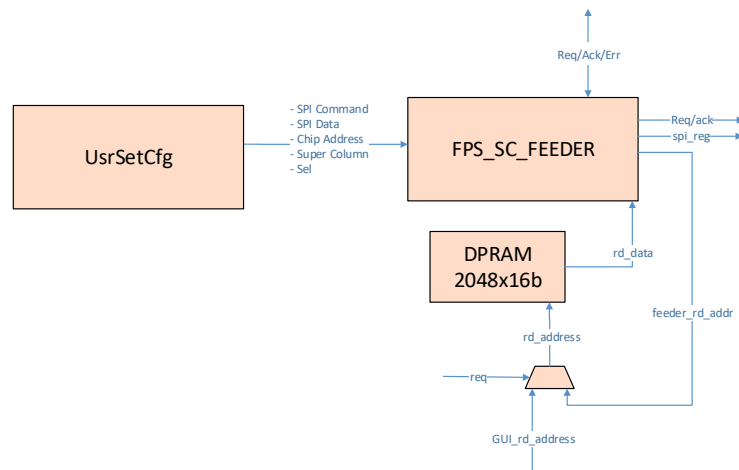 Req/Ack/Err
UsrSetCfg
- SPI Command
- SPI Data
- Chip Address
- Super Column
- Sel
FPS_SC_FEEDER
Req/ack
spi_reg
DPRAM
2048x16b
rd_data
feeder_rd_addr
rd_address
req
GUI_rd_address